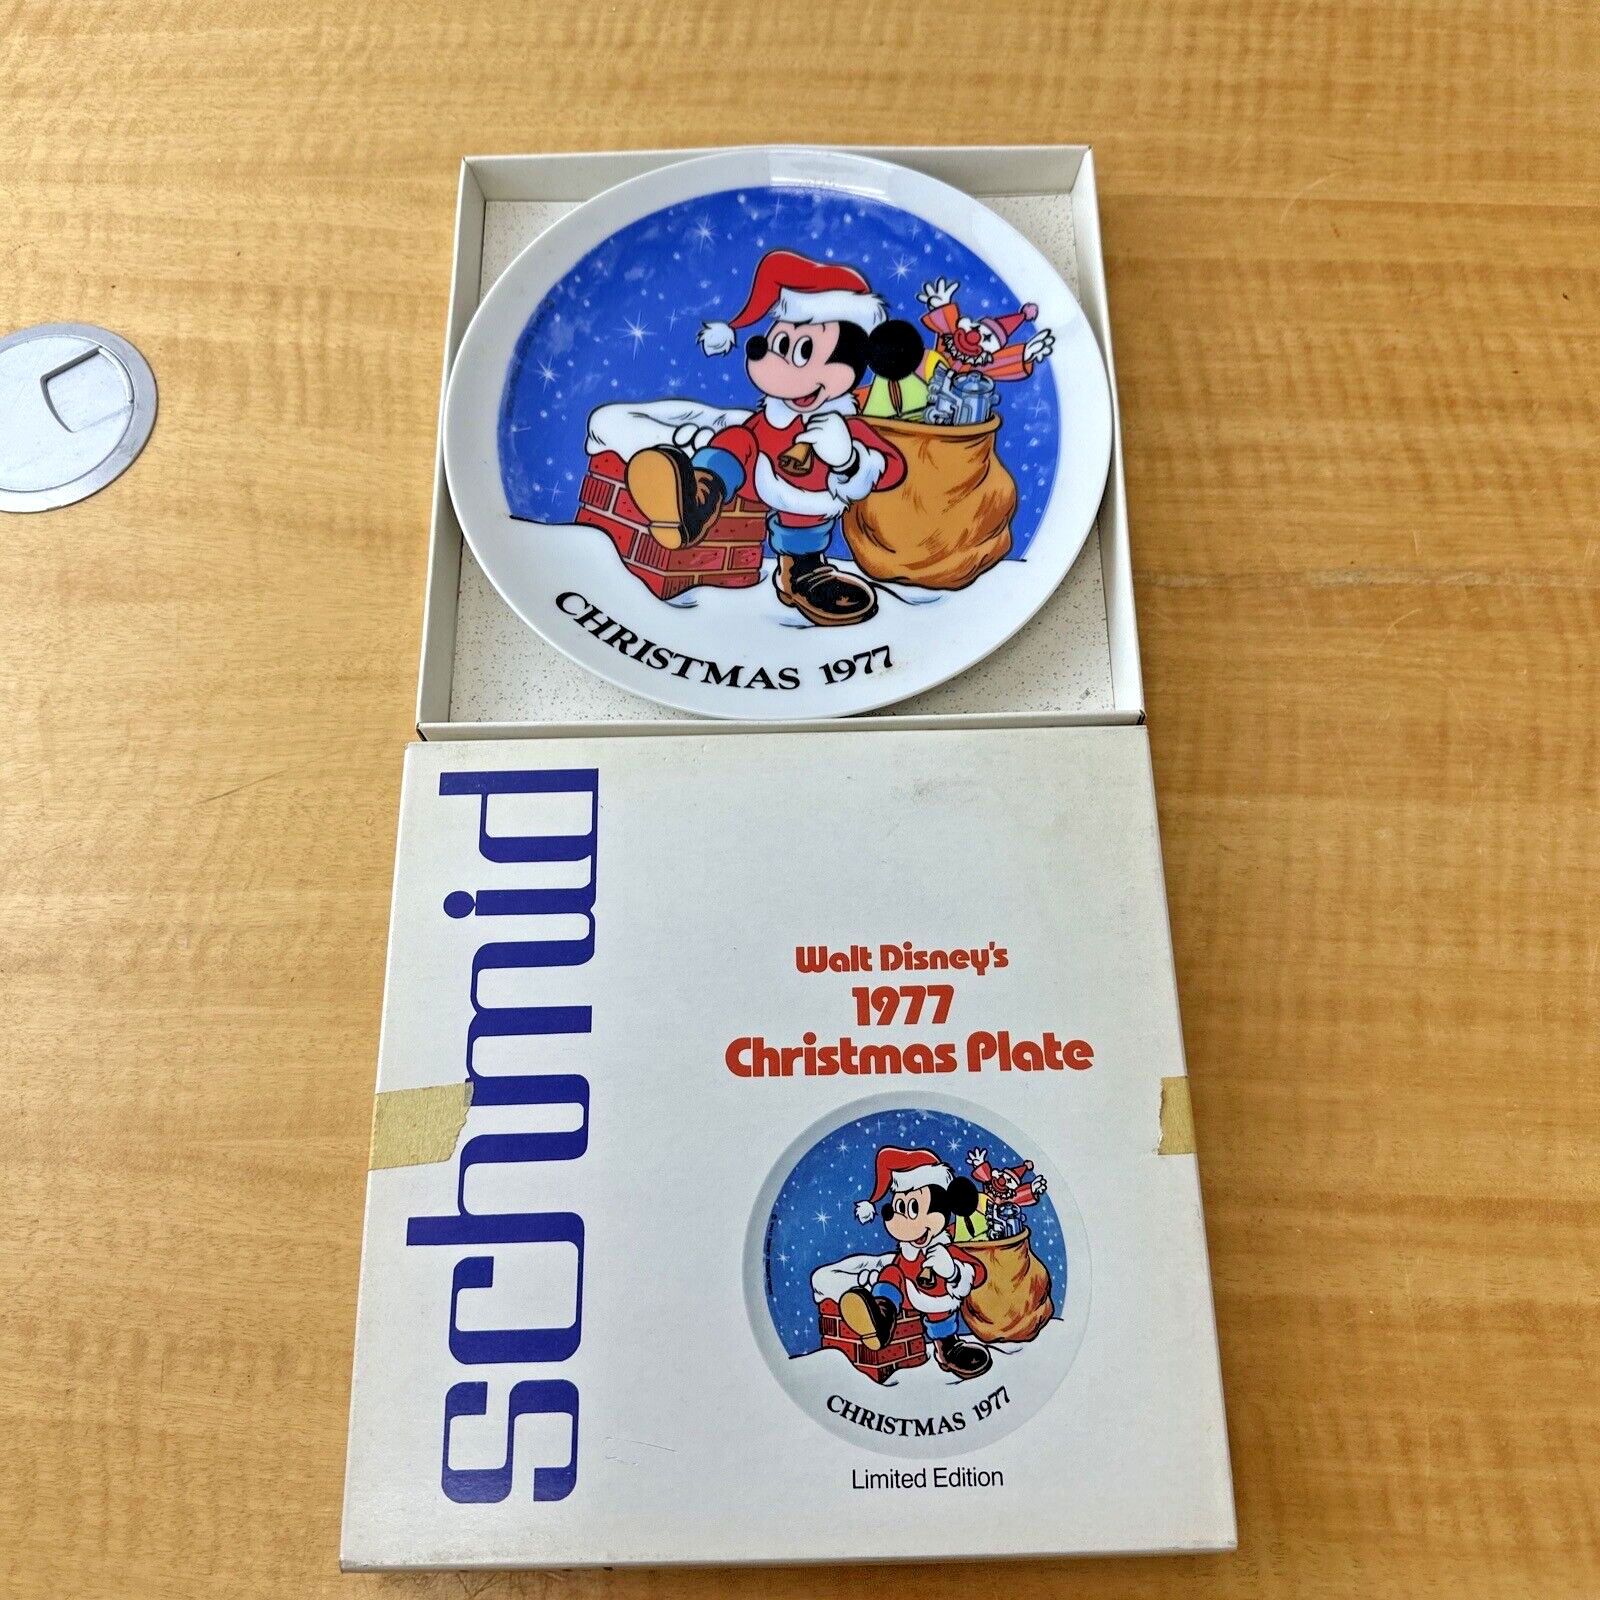 CHRISTMAS 1977
schmid
Walt Disney's
1977
Christmas Plate
CHRISTMAS 1977
Limited Edition